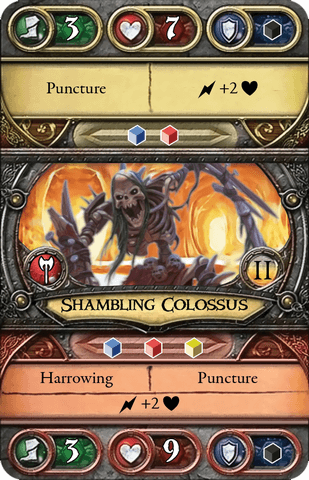 3 7
Puncture +2
II
SHAMBLING COLOSSUS
Harrowing Puncture
+2
3 9